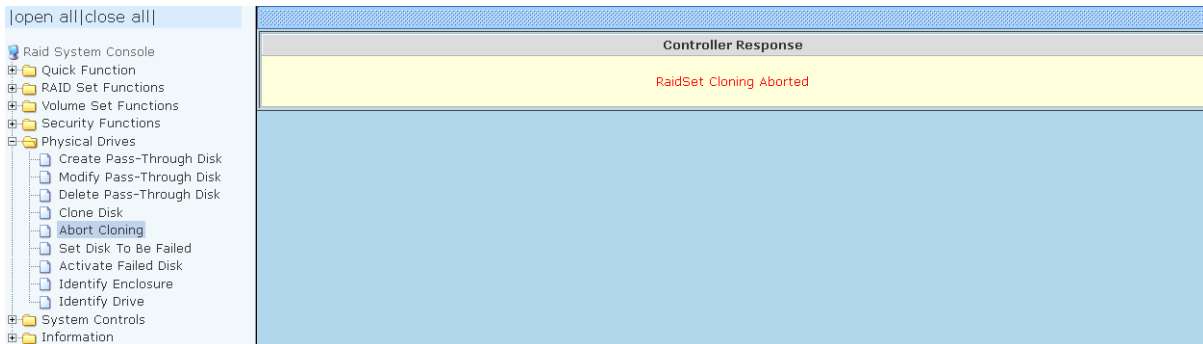 |open all|close all|
Raid System Console
Quick Function
RAID Set Functions
Volume Set Functions
Security Functions
Physical Drives
Create Pass-Through Disk
Modify Pass-Through Disk
Delete Pass-Through Disk
Clone Disk
Abort Cloning
Set Disk To Be Failed
Activate Failed Disk
Identify Enclosure
Identify Drive
System Controls
Information
Controller Response
RaidSet Cloning Aborted